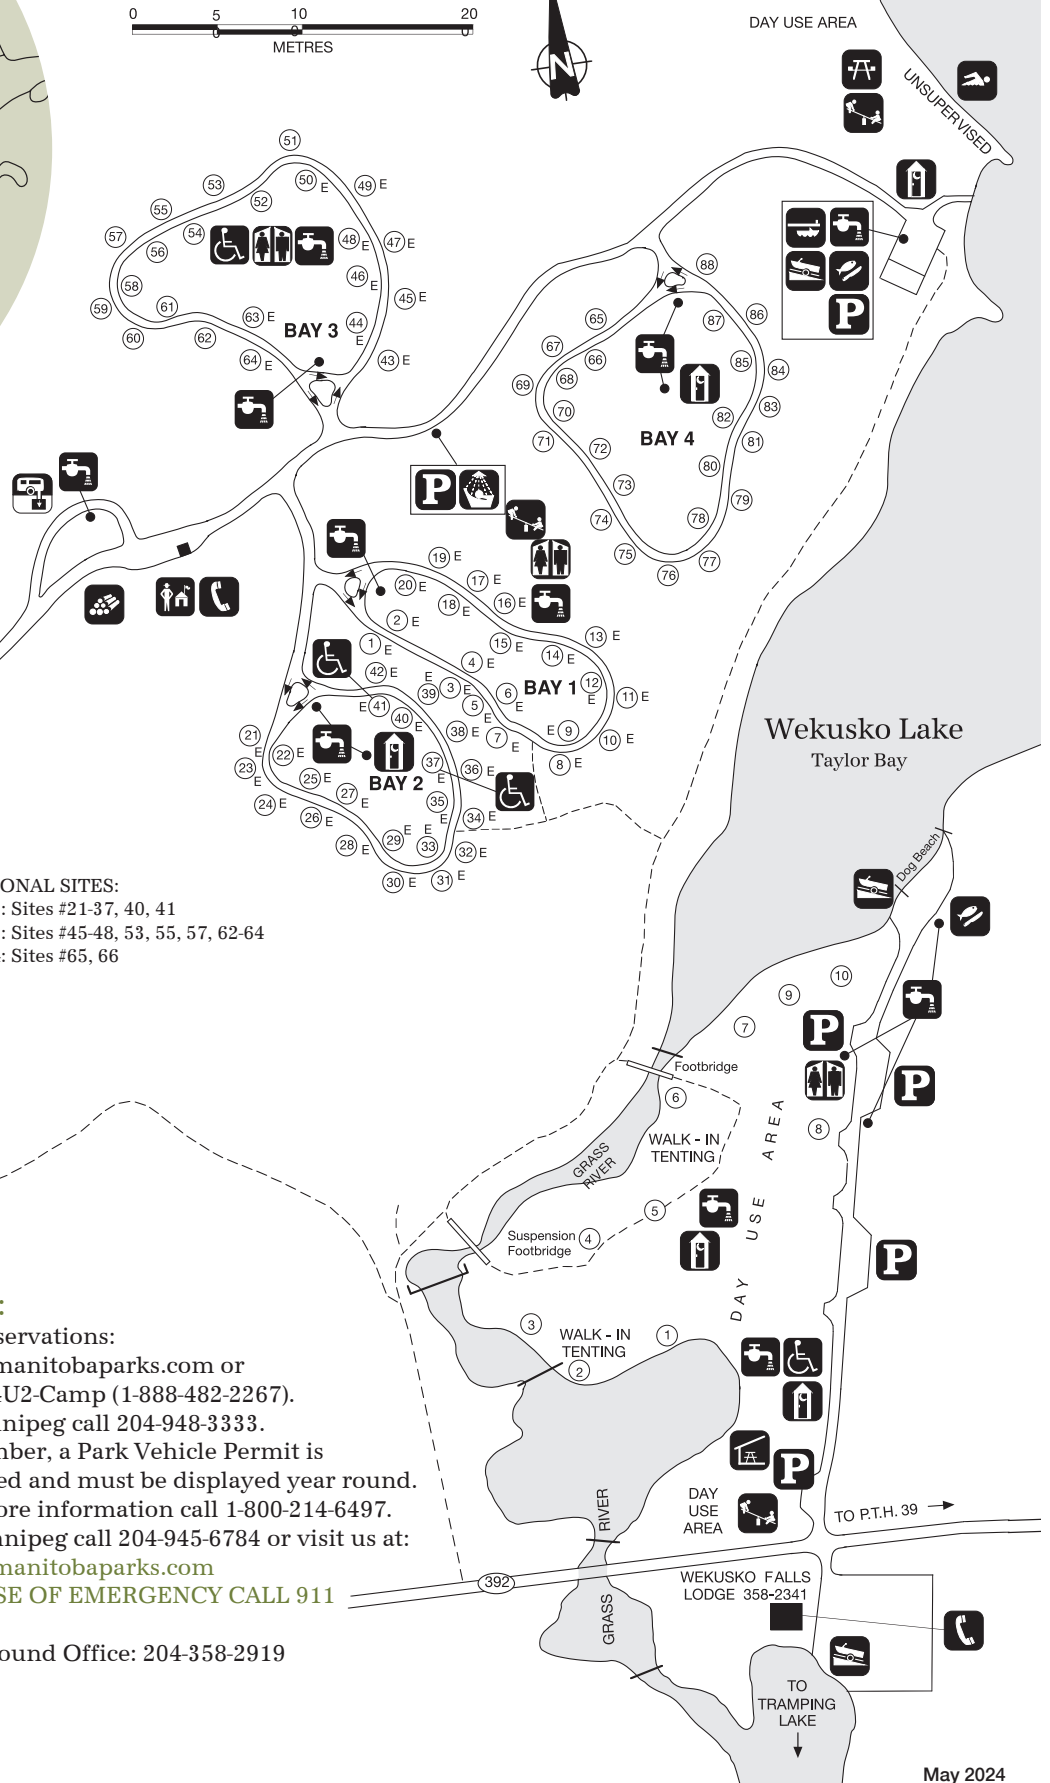 0 5 10 20
0 0 0
METRES
N
DAY USE AREA
UNSUPERVISED
51
53
50 E
49 E
52
55
54
57
56
48 E
47 E
46 E
58
59
61
60
62
63 E
64 E
45 E
44 E
43 E
BAY 3
88
87
86
65
66
67
68
69
70
71
72
73
74
75
76
77
78
79
80
81
82
83
84
85
BAY 4
P
P
19 E
20 E
17 E
18 E
16 E
15 E
14 E
13 E
12 E
11 E
10 E
E 9
8 E
7 E
6 E
5 E
4 E
3 E
2 E
1 E
BAY 1
42 E
E 41
40 E
39 E
38 E
37 E
36 E
35 E
34 E
33 E
32 E
31 E
30 E
29 E
28 E
27 E
26 E
25 E
24 E
23 E
22 E
21 E
BAY 2
Wekusko Lake
Taylor Bay
Dog Beach
ONAL SITES:
: Sites #21-37, 40, 41
: Sites #45-48, 53, 55, 57, 62-64
: Sites #65, 66
10
9
7
P
Footbridge
P
6
8
WALK - IN
TENTING
GRASS
RIVER
DAY USE AREA
5
4
Suspension
Footbridge
P
3
WALK - IN
TENTING
1
2
P
DAY
USE
AREA
TO P.T.H. 39
GRASS RIVER
392
WEKUSKO FALLS
LODGE 358-2341
TO
TRAMPING
LAKE
:
servations:
manitobaparks.com or
4U2-Camp (1-888-482-2267).
nipeg call 204-948-3333.
nber, a Park Vehicle Permit is
ed and must be displayed year round.
ore information call 1-800-214-6497.
nipeg call 204-945-6784 or visit us at:
manitobaparks.com
SE OF EMERGENCY CALL 911
ound Office: 204-358-2919
May 2024